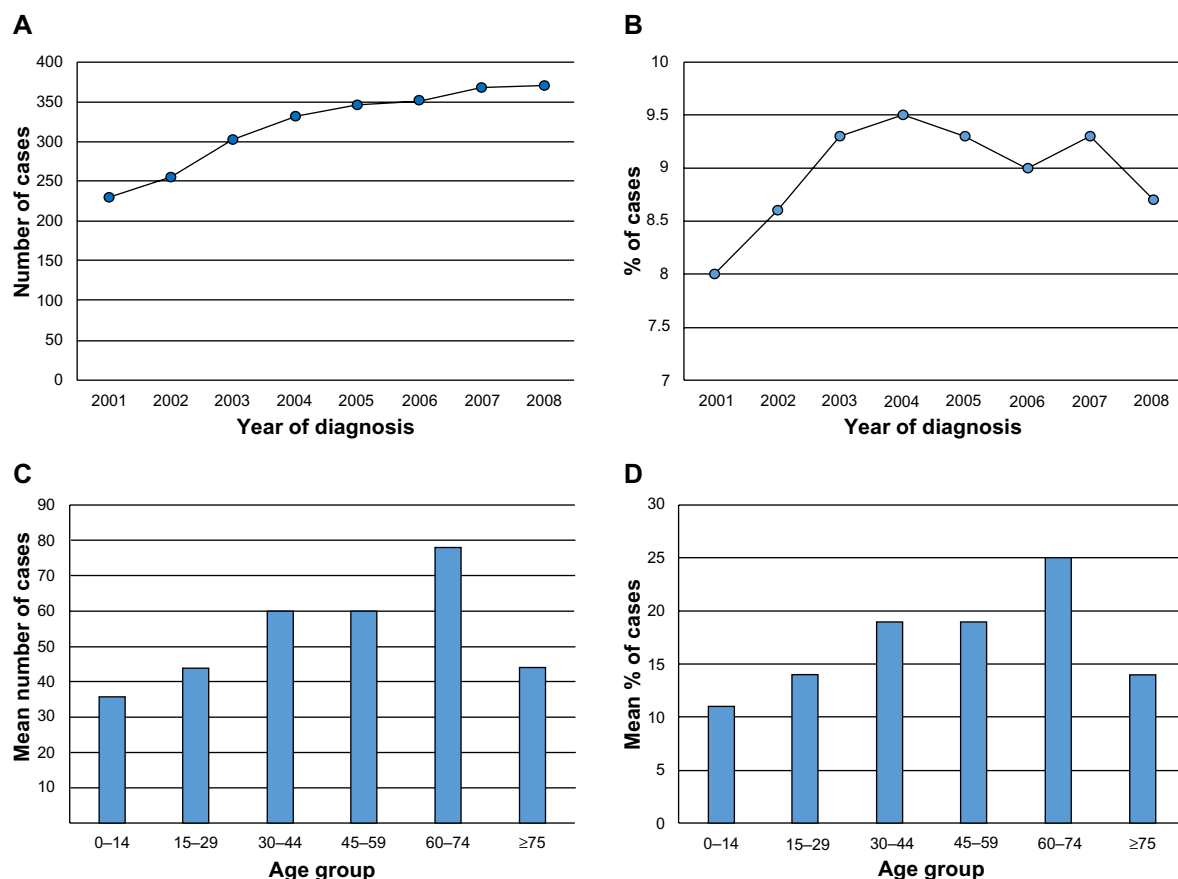 A
Number of cases
400
350
300
250
200
150
100
50
0
2001 2002 2003 2004 2005 2006 2007 2008
Year of diagnosis
B
% of cases
10
9.5
9
8.5
8
7.5
7
2001 2002 2003 2004 2005 2006 2007 2008
Year of diagnosis
C
Mean number of cases
90
80
70
60
50
40
30
20
10
0–14 15–29 30–44 45–59 60–74 ≥75
Age group
D
Mean % of cases
30
25
20
15
10
5
0
0–14 15–29 30–44 45–59 60–74 ≥75
Age group